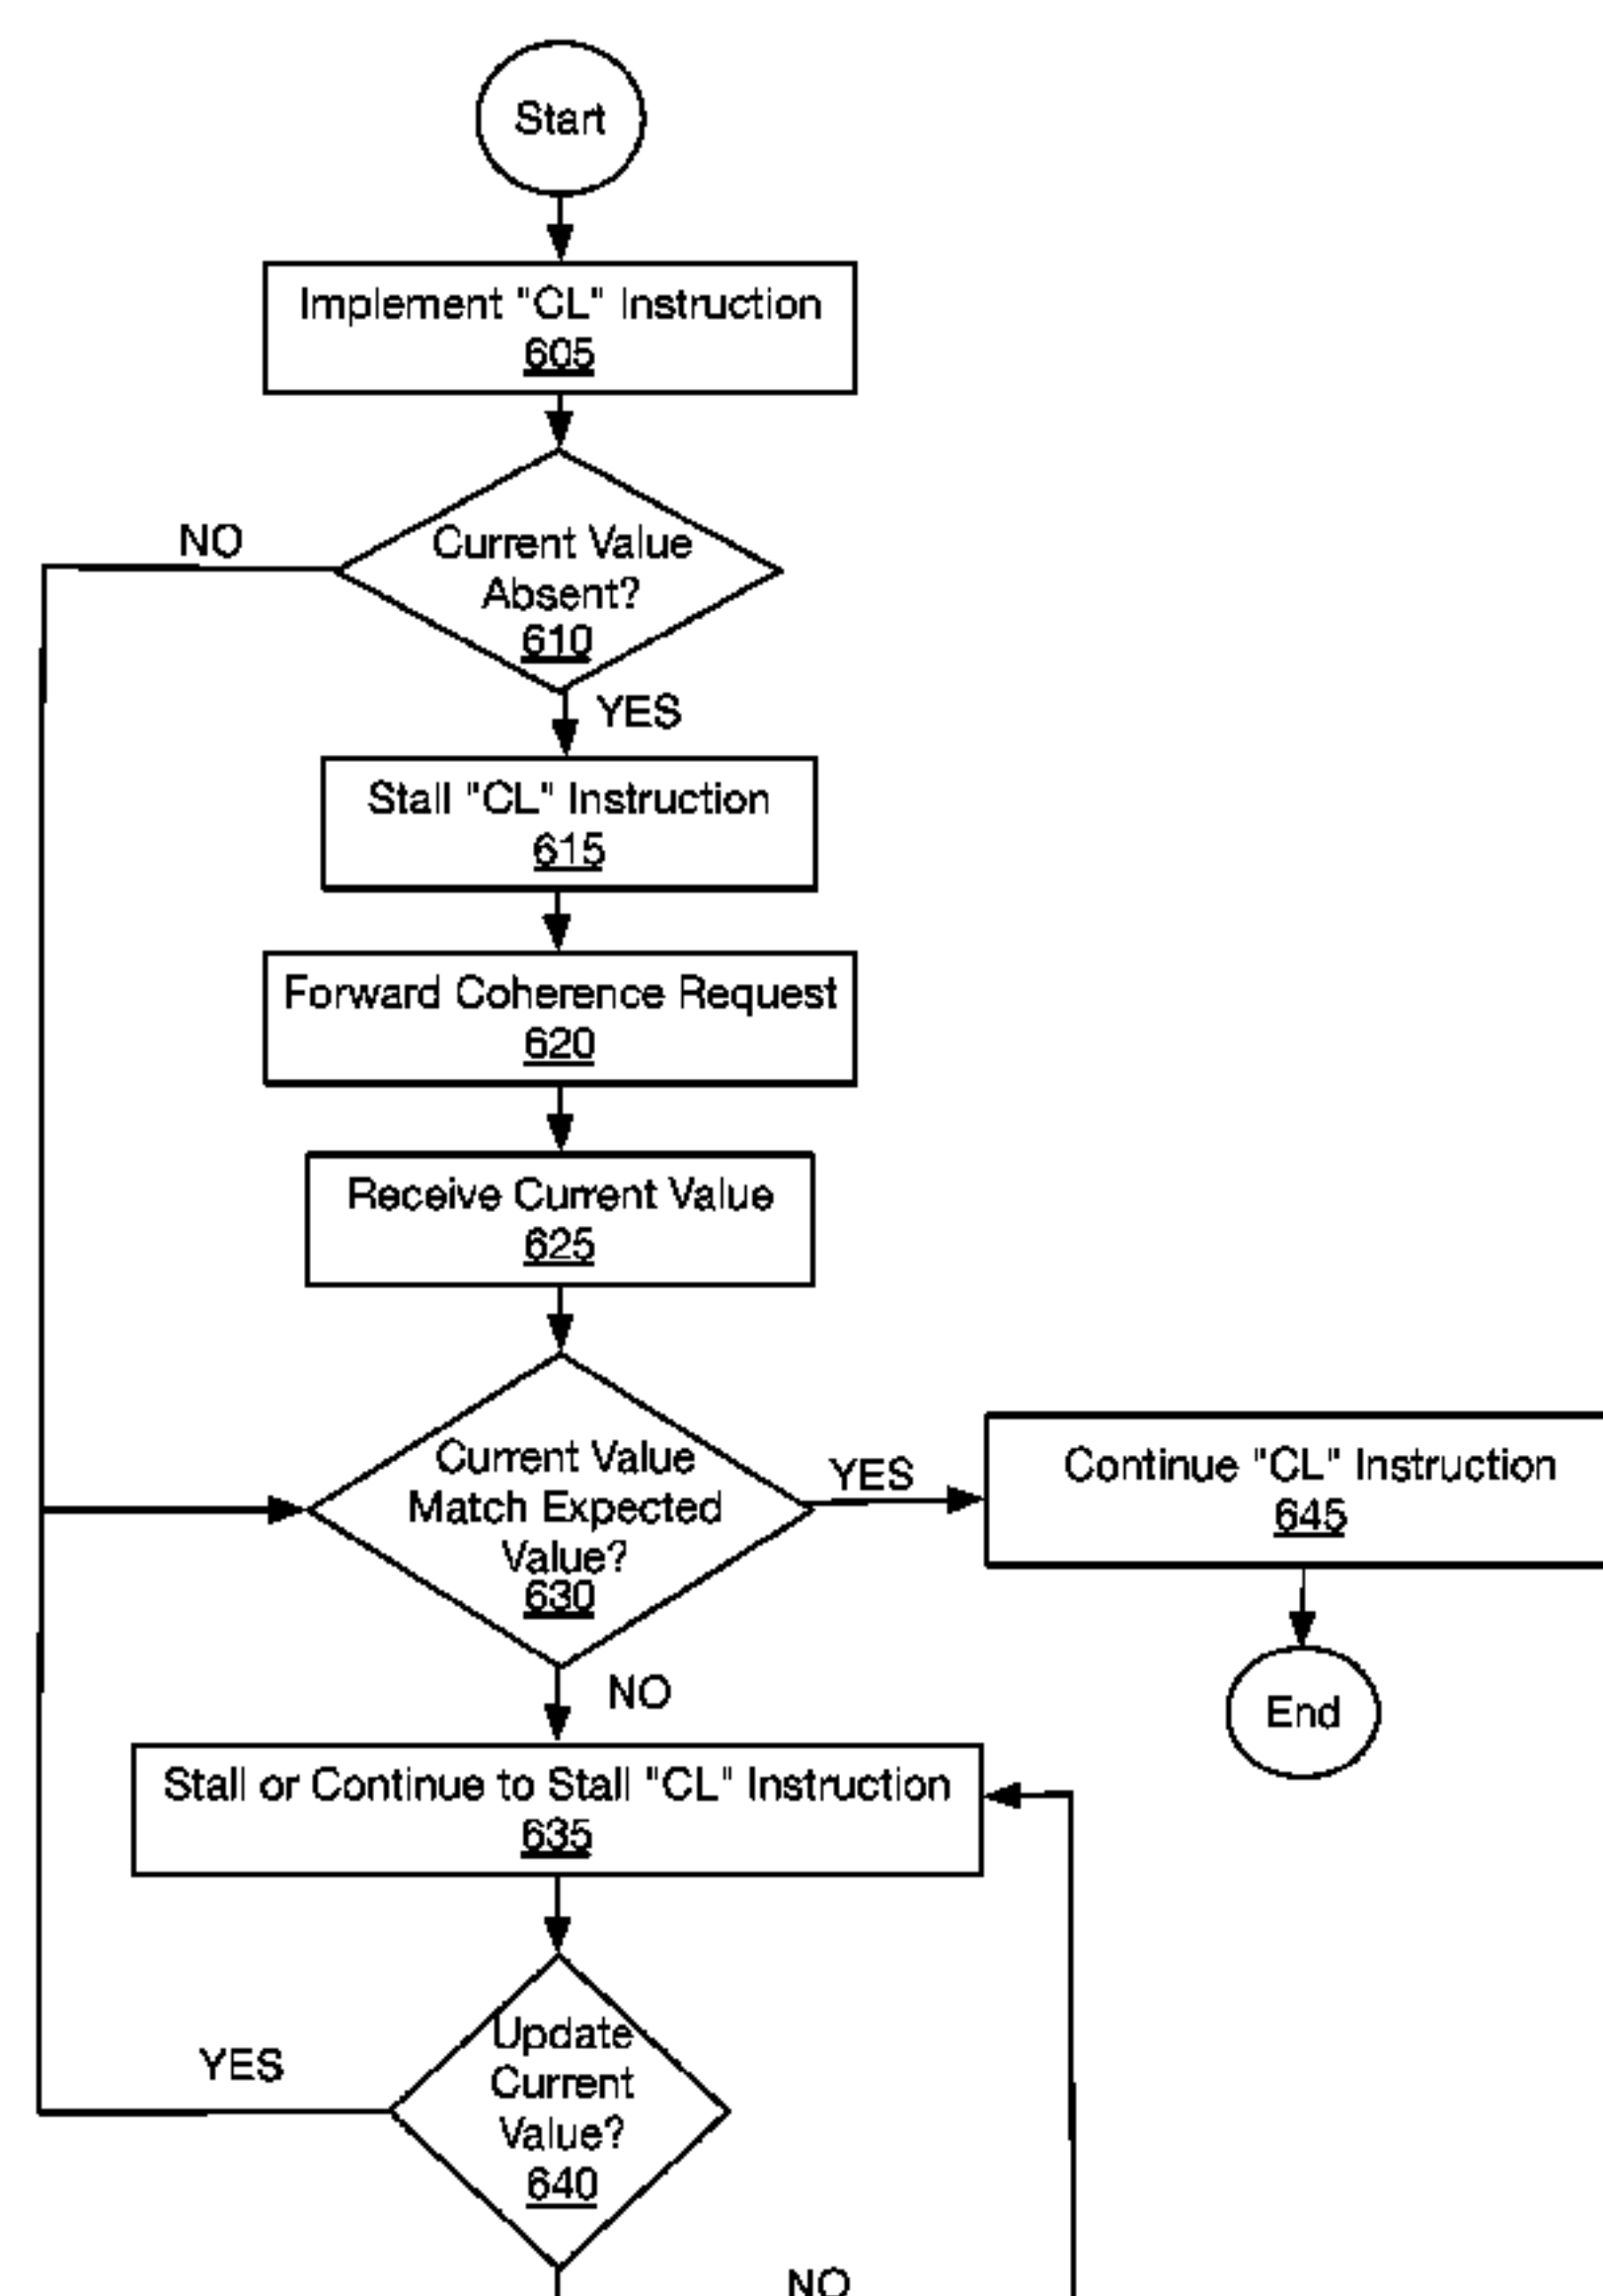 Start
Implement "CL" Instruction
605
NO
Current Value
Absent?
610
YES
Stall "CL" Instruction
615
Forward Coherence Request
620
Receive Current Value
625
Current Value
Match Expected
Value?
630
YES
Continue "CL" Instruction
645
NO
End
Stall or Continue to Stall "CL" Instruction
635
YES
Update
Current
Value?
640
NO